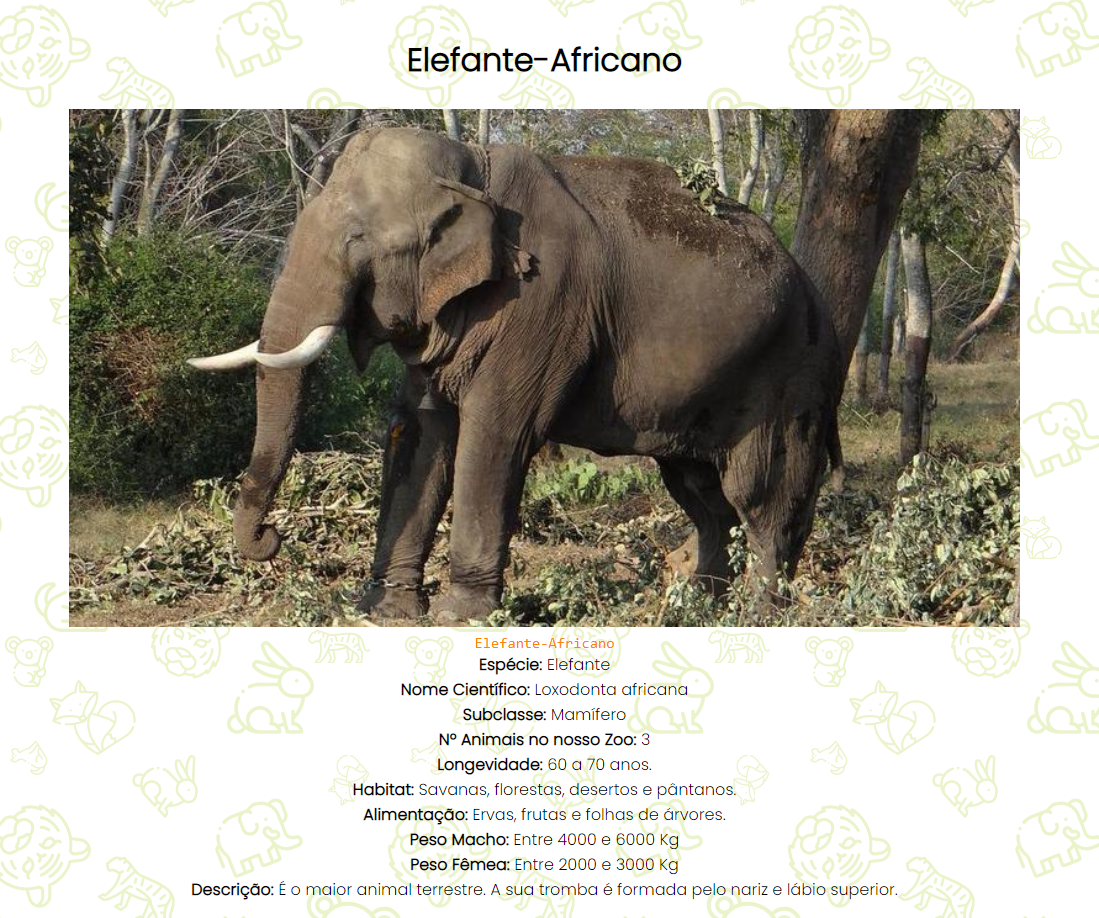 Elefante-Africano
Elefante-Africano
Espécie: Elefante
Nome Científico: Loxodonta africana
Subclasse: Mamífero
Nº Animais no nosso Zoo: 3
Longevidade: 60 a 70 anos.
Habitat: Savanas, florestas, desertos e pântanos.
Alimentação: Ervas, frutas e folhas de árvores.
Peso Macho: Entre 4000 e 6000 Kg
Peso Fêmea: Entre 2000 e 3000 Kg
Descrição: É o maior animal terrestre. A sua tromba é formada pelo nariz e lábio superior.